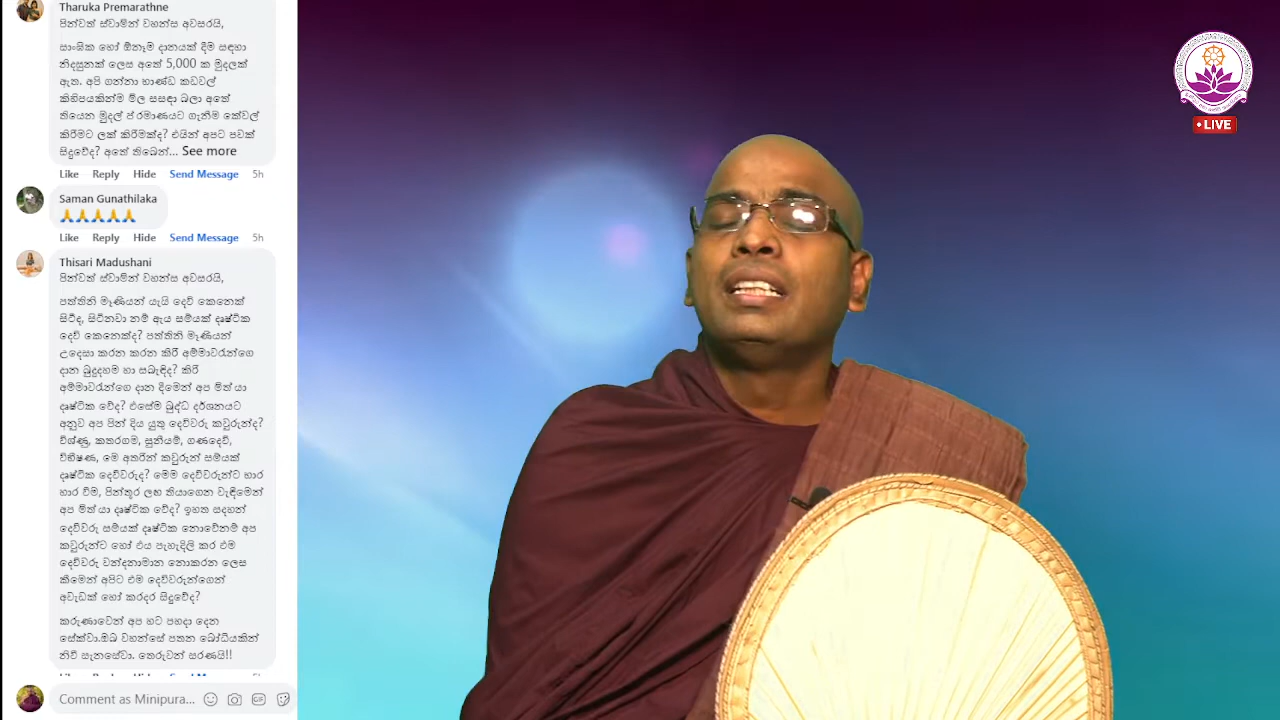 Tharuka Premarathne
පින්වත් ස්වාමින් වහන්ස අවසරයි,
සාංඝික හෝ ඕනෑම දානයක් දීම සඳහා
නිදසුනක් ලෙස අතේ 5,000 ක මුදලක්
ඇත. අපි ගන්නා භාණ්ඩ කඩවල්
කිහිපයකින්ම මිල සසඳා බලා අතේ
තියෙන මුදල් ප්‍රමාණයට ගැනීම කේවල්
කිරීමට ලක් කිරීමක්ද? එයින් අපට පවක්
සිදුවේද? අතේ තිබෙන්... See more
Like Reply Hide Send Message 5h
Saman Gunathilaka
🙏🙏🙏🙏🙏
Like Reply Hide Send Message 5h
Thisari Madushani
පින්වත් ස්වාමින් වහන්ස අවසරයි,
පත්තිනි මෑණියන් යැයි දෙවි කෙනෙක්
සිටීද, සිටිනවා නම් ඇය සම්යක් දෘෂ්ටික
දෙවි කෙනෙක්ද? පත්තිනි මෑණියන්
උදෙසා කරන කරන කිරි අම්මාවරැන්ගෙ
දාන බුදුදහම හා සබැඳිද? කිරි
අම්මාවරැන්ගෙ දාන දීමෙන් අප මිත්‍යා
දෘෂ්ටික වේද? එසේම බුද්ධ දර්ශනයට
අනුව අප පින් දිය යුතු දෙවිවරු කවුරුන්ද?
විශ්ණු, කතරගම, සූනියම්, ගණදෙවි,
විභීෂණ, මෙ අතරින් කවුරුන් සම්යක්
දෘෂ්ටික දෙවිවරුද? මෙම දෙවිවරුන්ට භාර
හාර වීම, පින්තූර ලඟ තියාගෙන වැඳීමෙන්
අප මිත්‍යා දෘෂ්ටික වේද? ඉහත සඳහන්
දෙවිවරු සම්යක් දෘෂ්ටික නොවේනම් අප
කවුරුන්ට හෝ එය පැහැදිලි කර එම
දෙවිවරු වන්දනාමාන නොකරන ලෙස
කීමෙන් අපිට එම දෙවිවරුන්ගෙන්
අවැඩක් හෝ කරදර සිදුවේද?
කරුණාවෙන් අප හට පහදා දෙන
සේක්වා.ඔබ වහන්සේ පතන බෝධියකින්
නිවී සැනසේවා. තෙරුවන් සරණයි!!
Comment as Minipura...
GIF
• LIVE